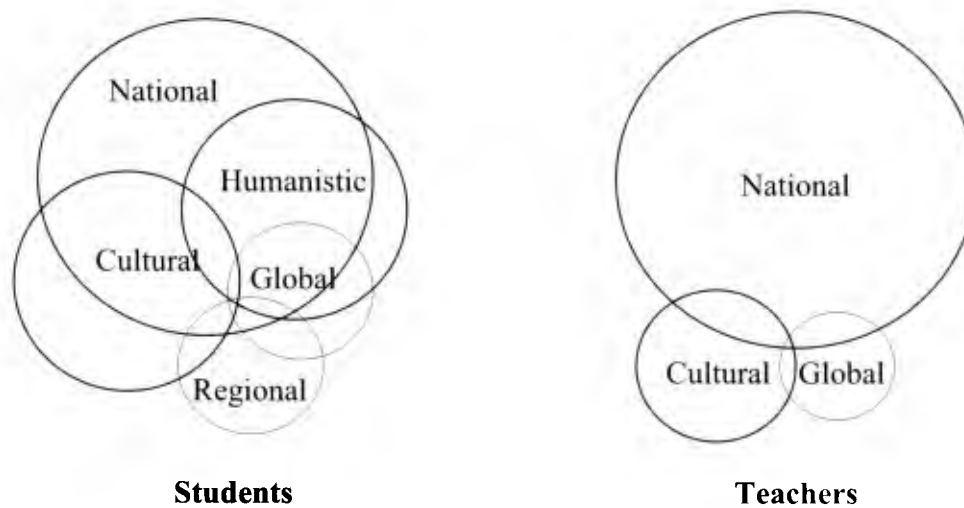 National
Humanistic
Cultural
Global
Regional
Students
National
Cultural
Global
Teachers